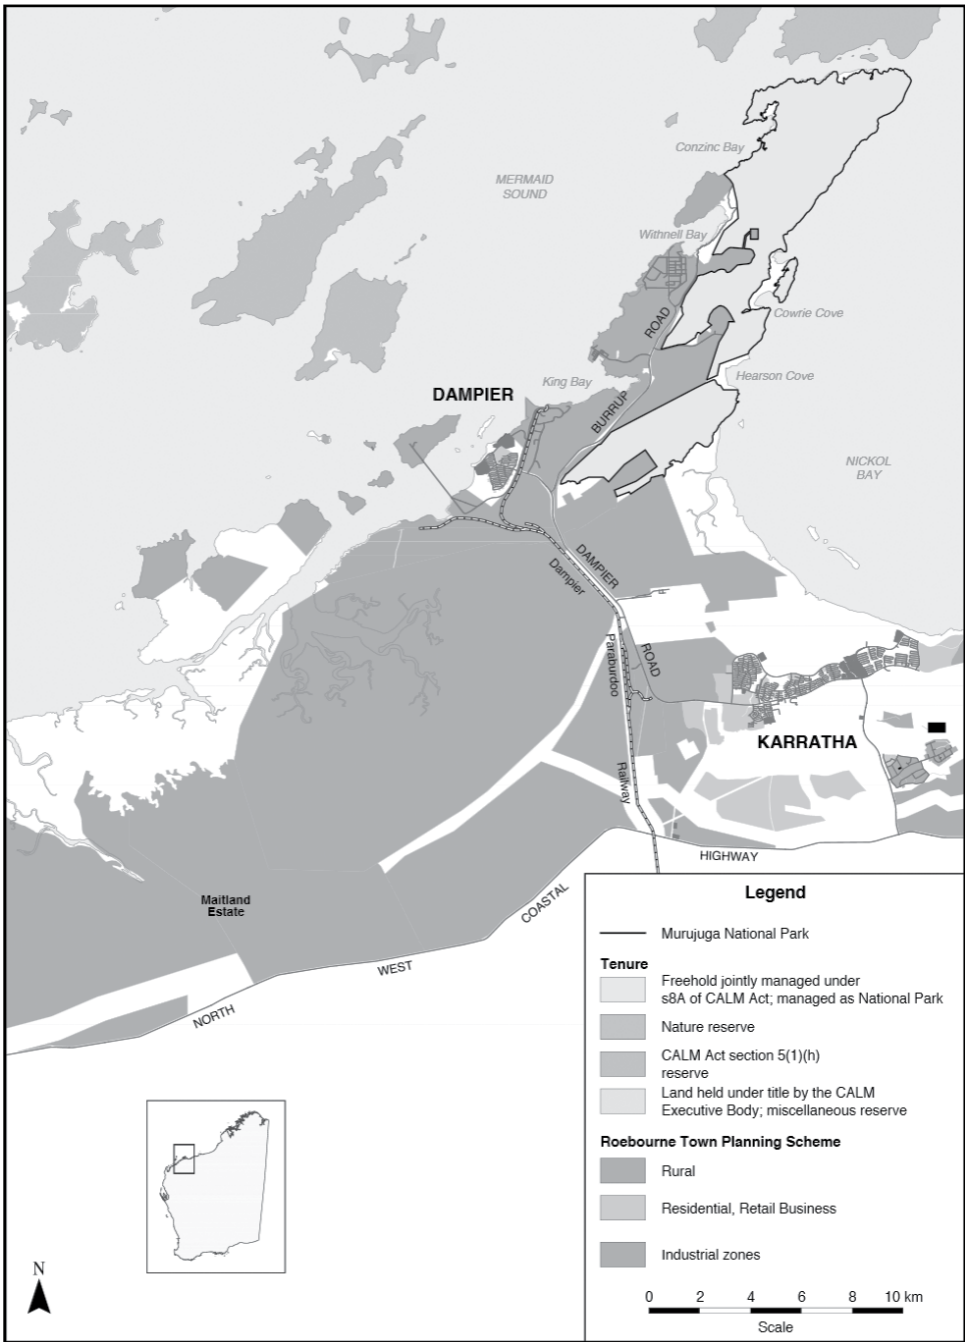 Conzinc Bay
MERMAID
SOUND
Withnell Bay
ROAD
Cowrie Cove
Hearson Cove
King Bay
DAMPIER
BURRUP
NICKOL
BAY
DAMPIER
Dampier
ROAD
Paraburdoo
KARRATHA
Railway
HIGHWAY
COASTAL
Maitland
Estate
WEST
NORTH
Legend
Murujuga National Park
Tenure
Freehold jointly managed under
s8A of CALM Act; managed as National Park
Nature reserve
CALM Act section 5(1)(h)
reserve
Land held under title by the CALM
Executive Body; miscellaneous reserve
Roebourne Town Planning Scheme
Rural
Residential, Retail Business
Industrial zones
N
0 2 4 6 8 10 km
Scale